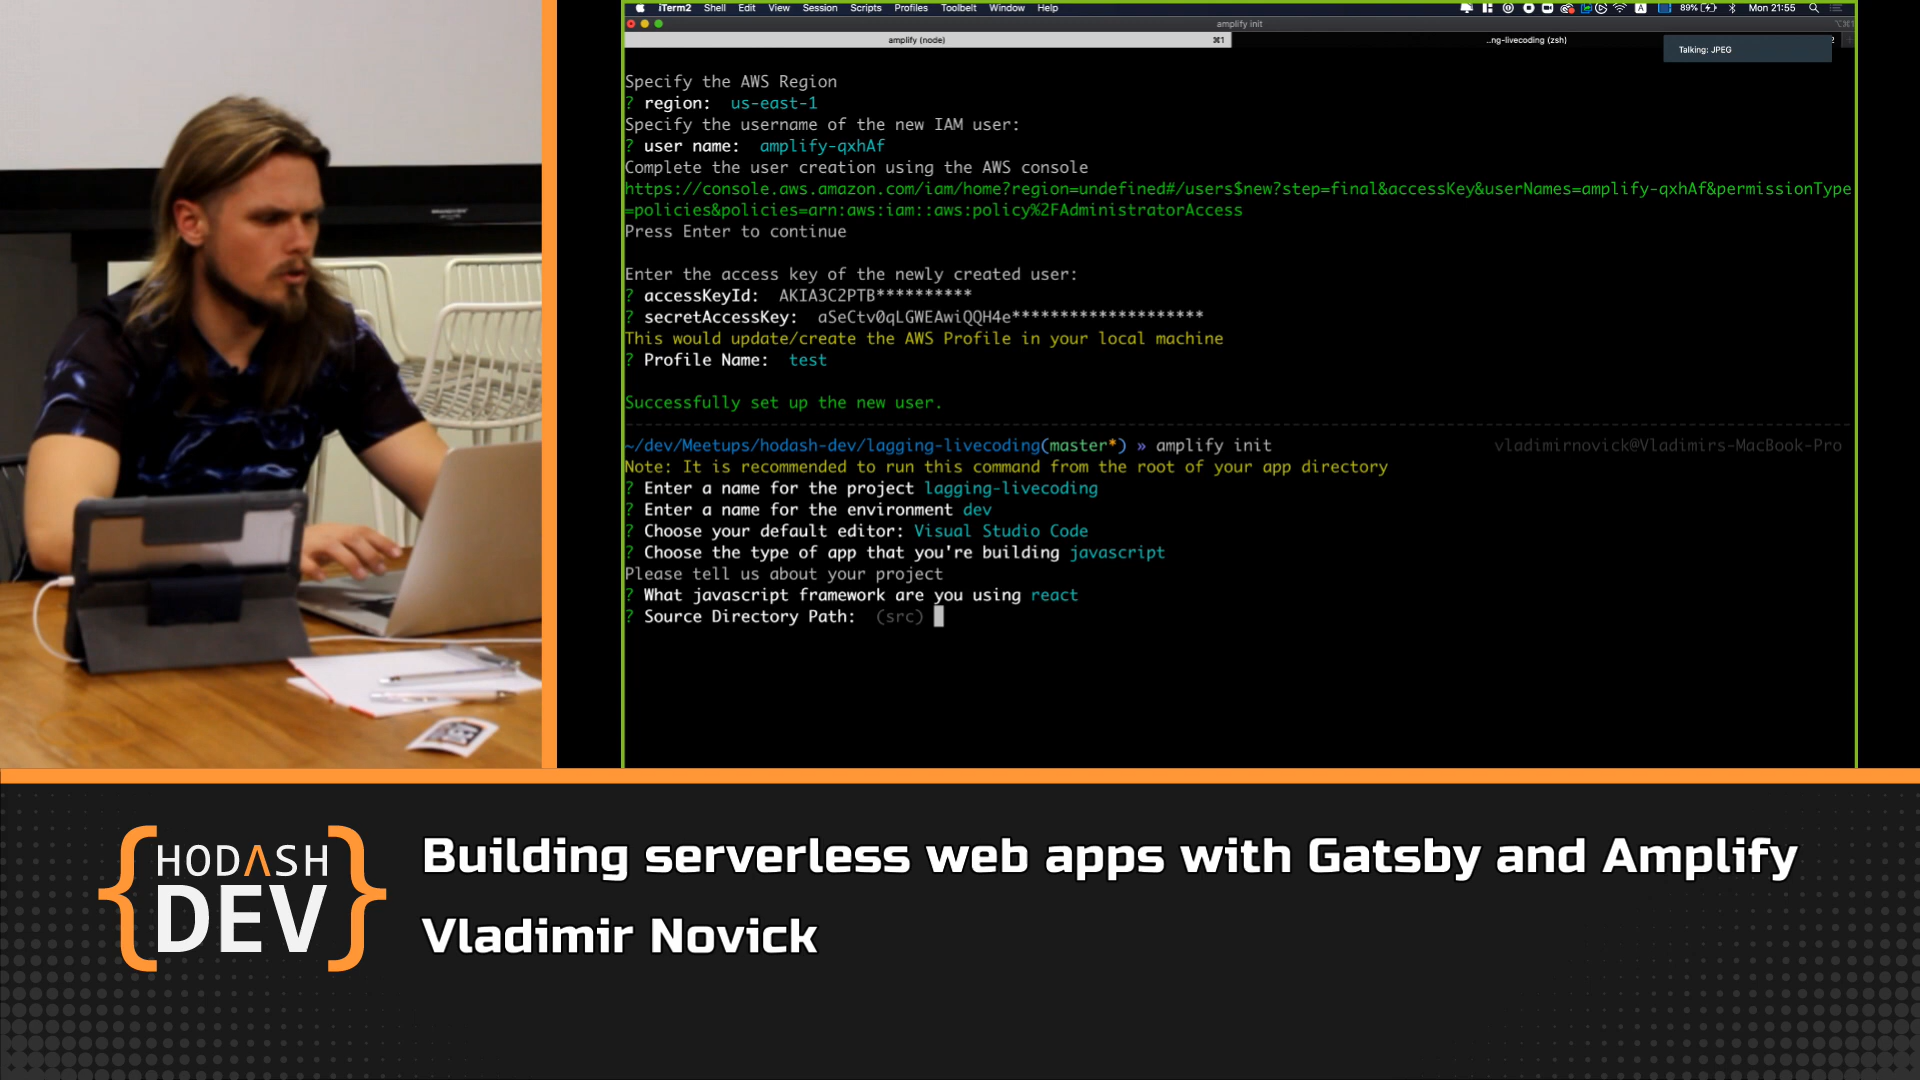 iTerm2 Shell Edit View Session Scripts Profiles Toolbelt Window Help
89% Mon 21:55
amplify init
amplify (node) ⌘1 ..ng-livecoding (zsh)
Talking: JPEG
Specify the AWS Region
? region: us-east-1
Specify the username of the new IAM user:
? user name: amplify-qxhAf
Complete the user creation using the AWS console
https://console.aws.amazon.com/iam/home?region=undefined#/users$new?step=final&accessKey&userNames=amplify-qxhAf&permissionType
=policies&policies=arn:aws:iam::aws:policy%2FAdministratorAccess
Press Enter to continue
Enter the access key of the newly created user:
? accessKeyId: AKIA3C2PTB**********
? secretAccessKey: aSeCtv0qLGWEAwiQQH4e********************
This would update/create the AWS Profile in your local machine
? Profile Name: test
Successfully set up the new user.
~/dev/Meetups/hodash-dev/lagging-livecoding(master*) » amplify init vladimirnovick@Vladimirs-MacBook-Pro
Note: It is recommended to run this command from the root of your app directory
? Enter a name for the project lagging-livecoding
? Enter a name for the environment dev
? Choose your default editor: Visual Studio Code
? Choose the type of app that you're building javascript
Please tell us about your project
? What javascript framework are you using react
? Source Directory Path: (src)
HODASH
DEV
Building serverless web apps with Gatsby and Amplify
Vladimir Novick